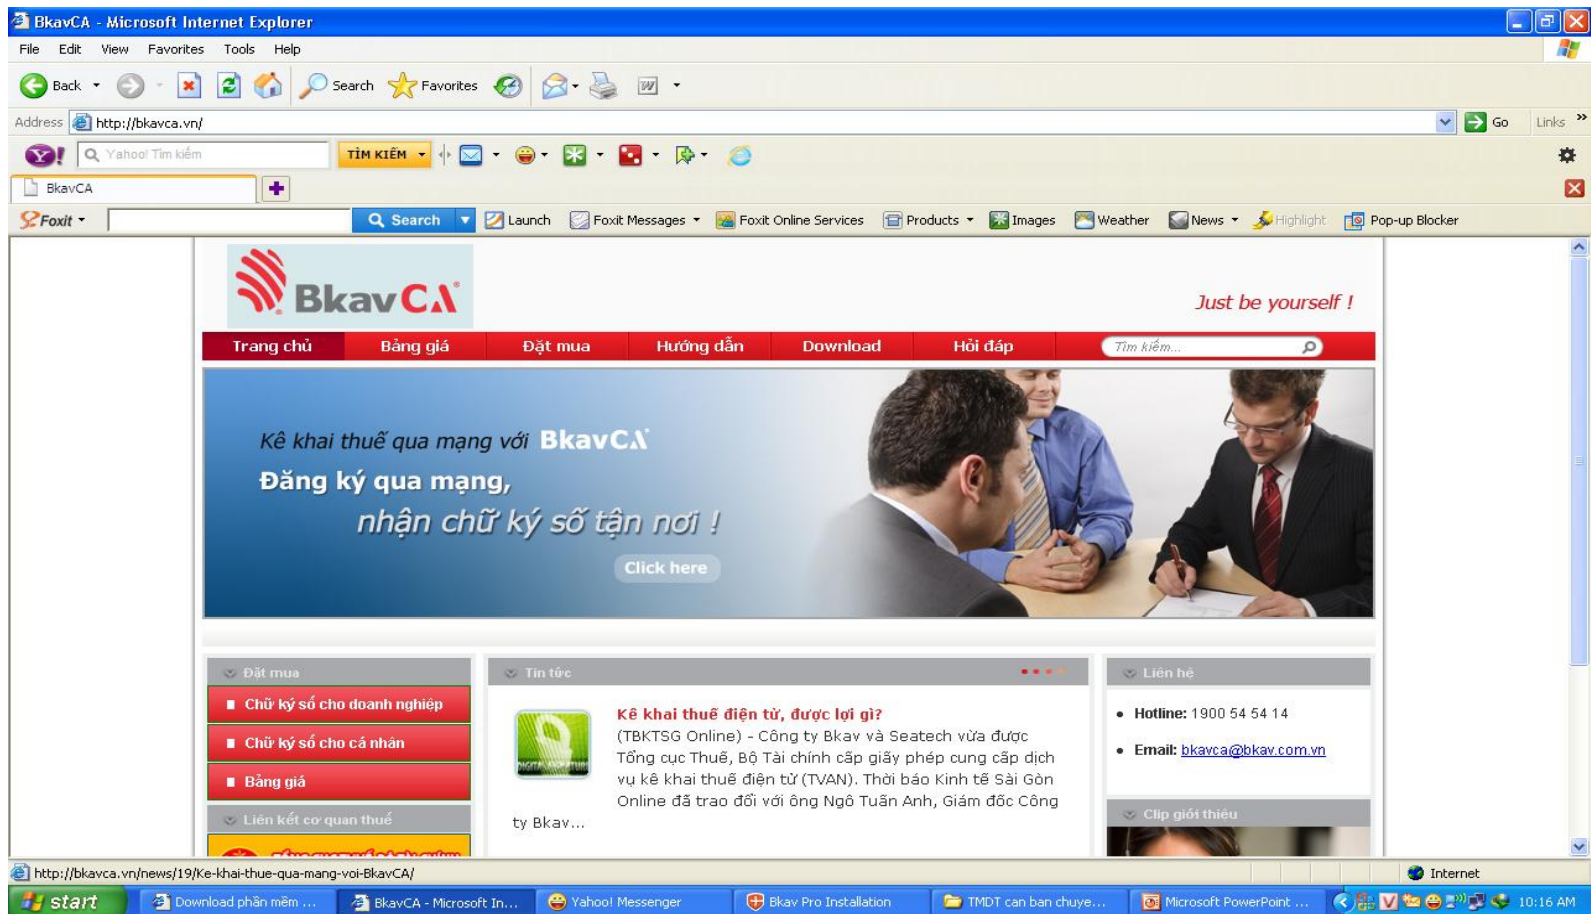 BkavCA - Microsoft Internet Explorer
File Edit View Favorites Tools Help
Back Search Favorites
Address http://bkavca.vn/ Go Links
Y! Yahoo! Tìm kiếm TÌM KIẾM
BkavCA
Foxit Search Launch Foxit Messages Foxit Online Services Products Images Weather News Highlight Pop-up Blocker
BkavCA
Just be yourself !
Trang chủ Bảng giá Đặt mua Hướng dẫn Download Hỏi đáp Tìm kiếm...
Kê khai thuế qua mạng với BkavCA
Đăng ký qua mạng,
nhận chữ ký số tận nơi !
Click here
Đặt mua
Chữ ký số cho doanh nghiệp
Chữ ký số cho cá nhân
Bảng giá
Liên kết cơ quan thuế
Tin tức
DIGITAL SIGNATURE
Kê khai thuế điện tử, được lợi gì?
(TBKTSG Online) - Công ty Bkav và Seatech vừa được
Tổng cục Thuế, Bộ Tài chính cấp giấy phép cung cấp dịch
vụ kê khai thuế điện tử (TVAN). Thời báo Kinh tế Sài Gòn
Online đã trao đổi với ông Ngô Tuấn Anh, Giám đốc Công
ty Bkav...
Liên hê
Hotline: 1900 54 54 14
Email: bkavca@bkav.com.vn
Clip giới thiệu
http://bkavca.vn/news/19/Ke-khai-thue-qua-mang-voi-BkavCA/ Internet
start Download phần mềm ... BkavCA - Microsoft In... Yahoo! Messenger Bkav Pro Installation TMDT can ban chuye... Microsoft PowerPoint ... 10:16 AM